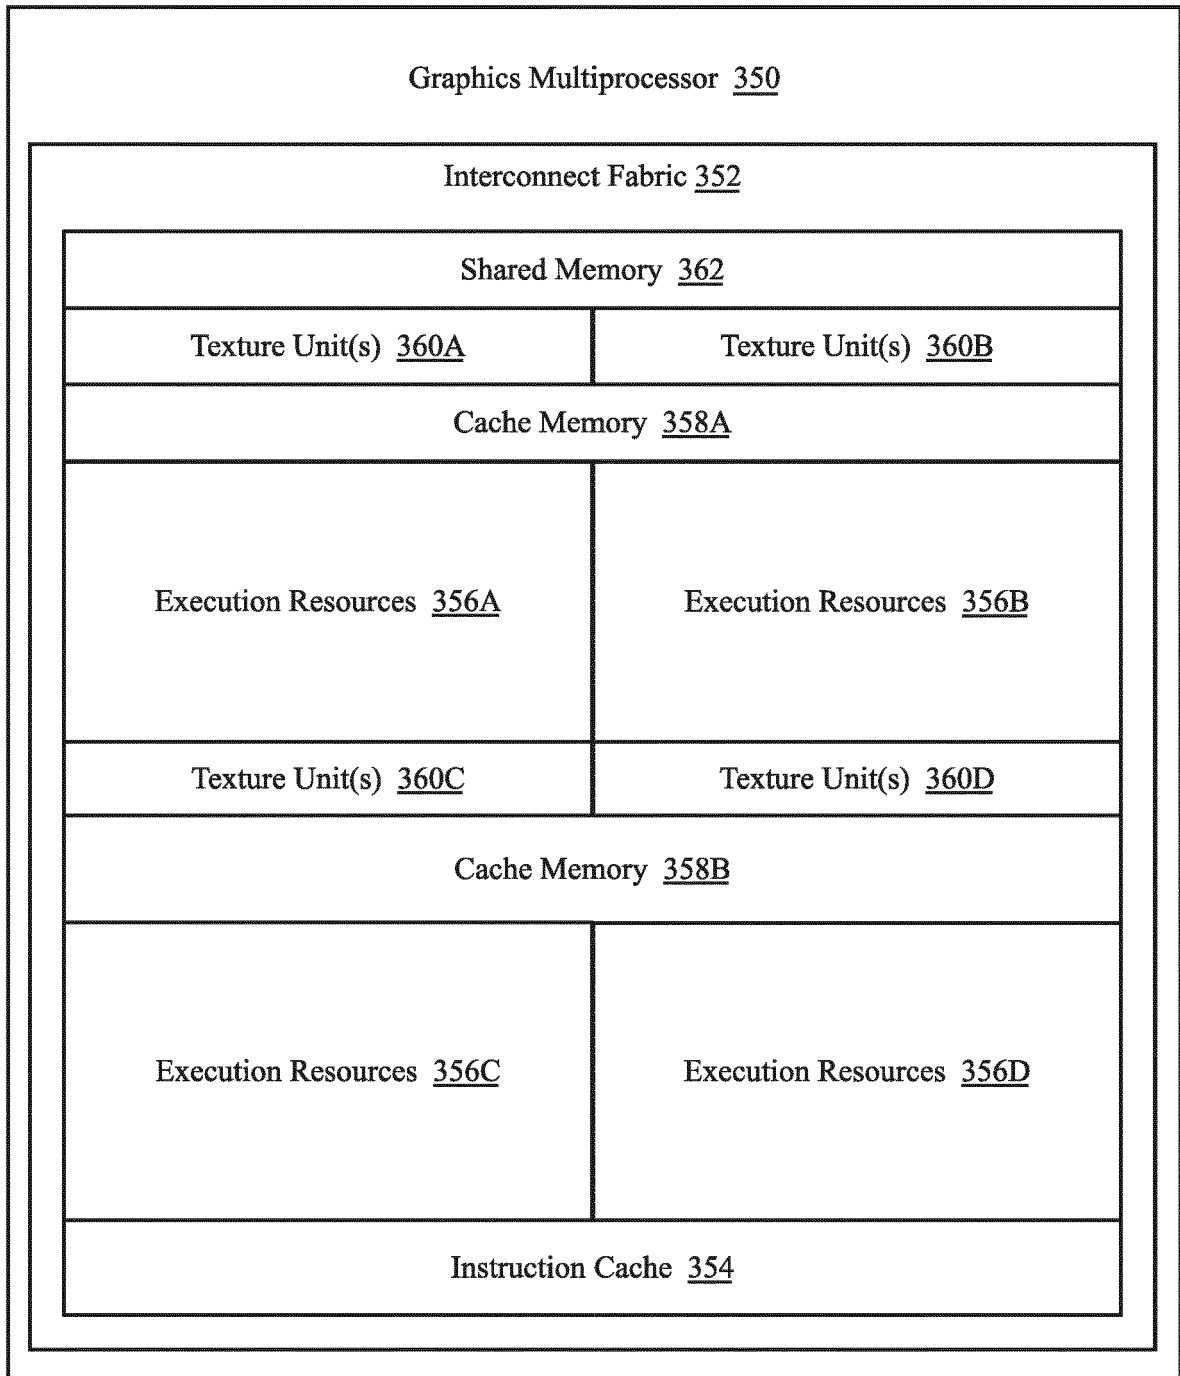 Graphics Multiprocessor 350
Interconnect Fabric 352
Shared Memory 362
Texture Unit(s) 360A
Texture Unit(s) 360B
Cache Memory 358A
Execution Resources 356A
Execution Resources 356B
Texture Unit(s) 360C
Texture Unit(s) 360D
Cache Memory 358B
Execution Resources 356C
Execution Resources 356D
Instruction Cache 354